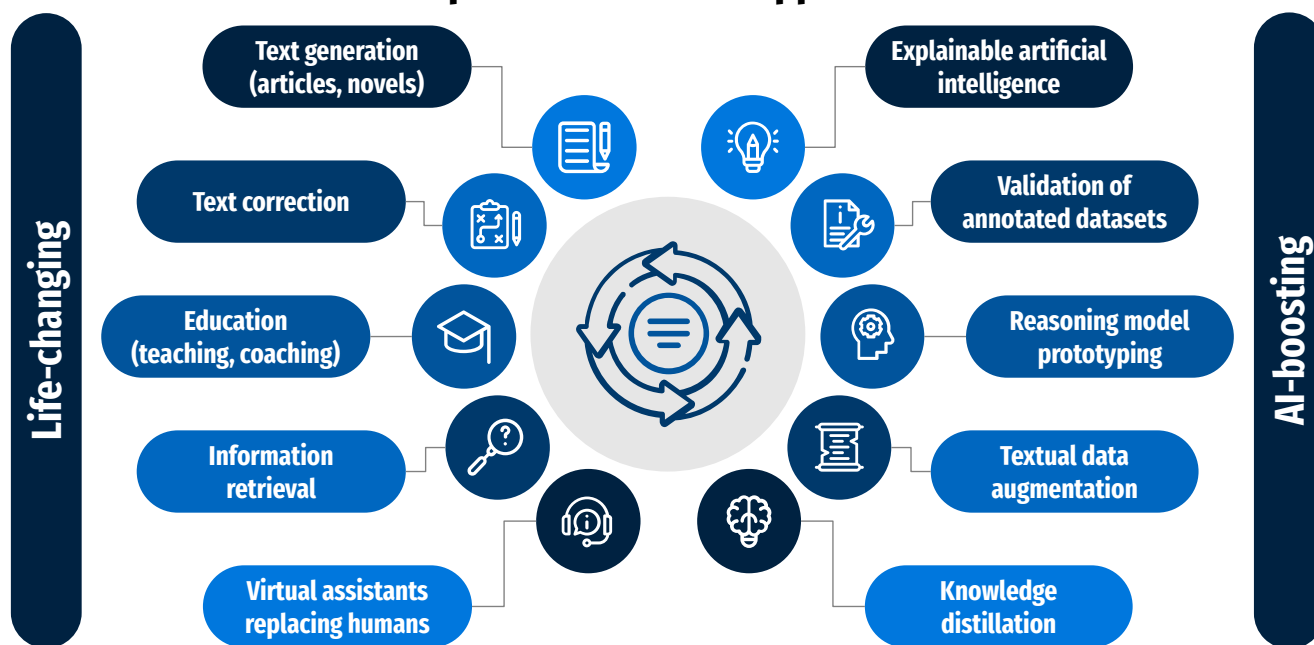 Life-changing
Text generation
(articles, novels)
Text correction
Education
(teaching, coaching)
Information
retrieval
Virtual assistants
replacing humans
Explainable artificial
intelligence
Validation of
annotated datasets
Reasoning model
prototyping
Textual data
augmentation
Knowledge
distillation
AI-boosting